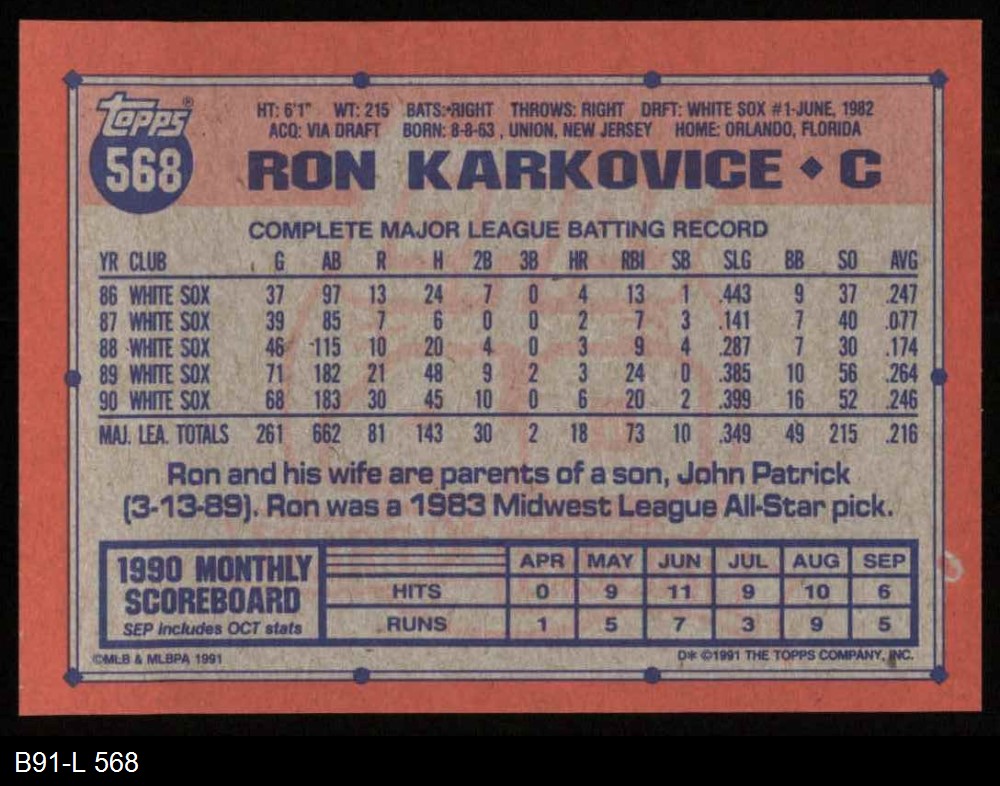 Topps®
568
HT: 6'1" WT: 215 BATS: RIGHT THROWS: RIGHT DRFT: WHITE SOX #1-JUNE, 1982
ACQ: VIA DRAFT BORN: 8-8-63, UNION, NEW JERSEY HOME: ORLANDO, FLORIDA
RON KARKOVICE ◆ C
COMPLETE MAJOR LEAGUE BATTING RECORD
YR CLUB G AB R H 2B 3B HR RBI SB SLG BB SO AVG
86 WHITE SOX 37 97 13 24 7 0 4 13 1 .443 9 37 .247
87 WHITE SOX 39 85 7 6 0 0 2 7 3 .141 7 40 .077
88 WHITE SOX 46 115 10 20 4 0 3 9 4 .287 7 30 .174
89 WHITE SOX 71 182 21 48 9 2 3 24 0 .385 10 56 .264
90 WHITE SOX 68 183 30 45 10 0 6 20 2 .399 16 52 .246
MAJ. LEA. TOTALS 261 662 81 143 30 2 18 73 10 .349 49 215 .216
Ron and his wife are parents of a son, John Patrick
(3-13-89). Ron was a 1983 Midwest League All-Star pick.
1990 MONTHLY
SCOREBOARD
SEP includes OCT stats
APR MAY JUN JUL AUG SEP
HITS 0 9 11 9 10 6
RUNS 1 5 7 3 9 5
©MLB & MLBPA 1991
D* ©1991 THE TOPPS COMPANY, INC.
B91-L 568